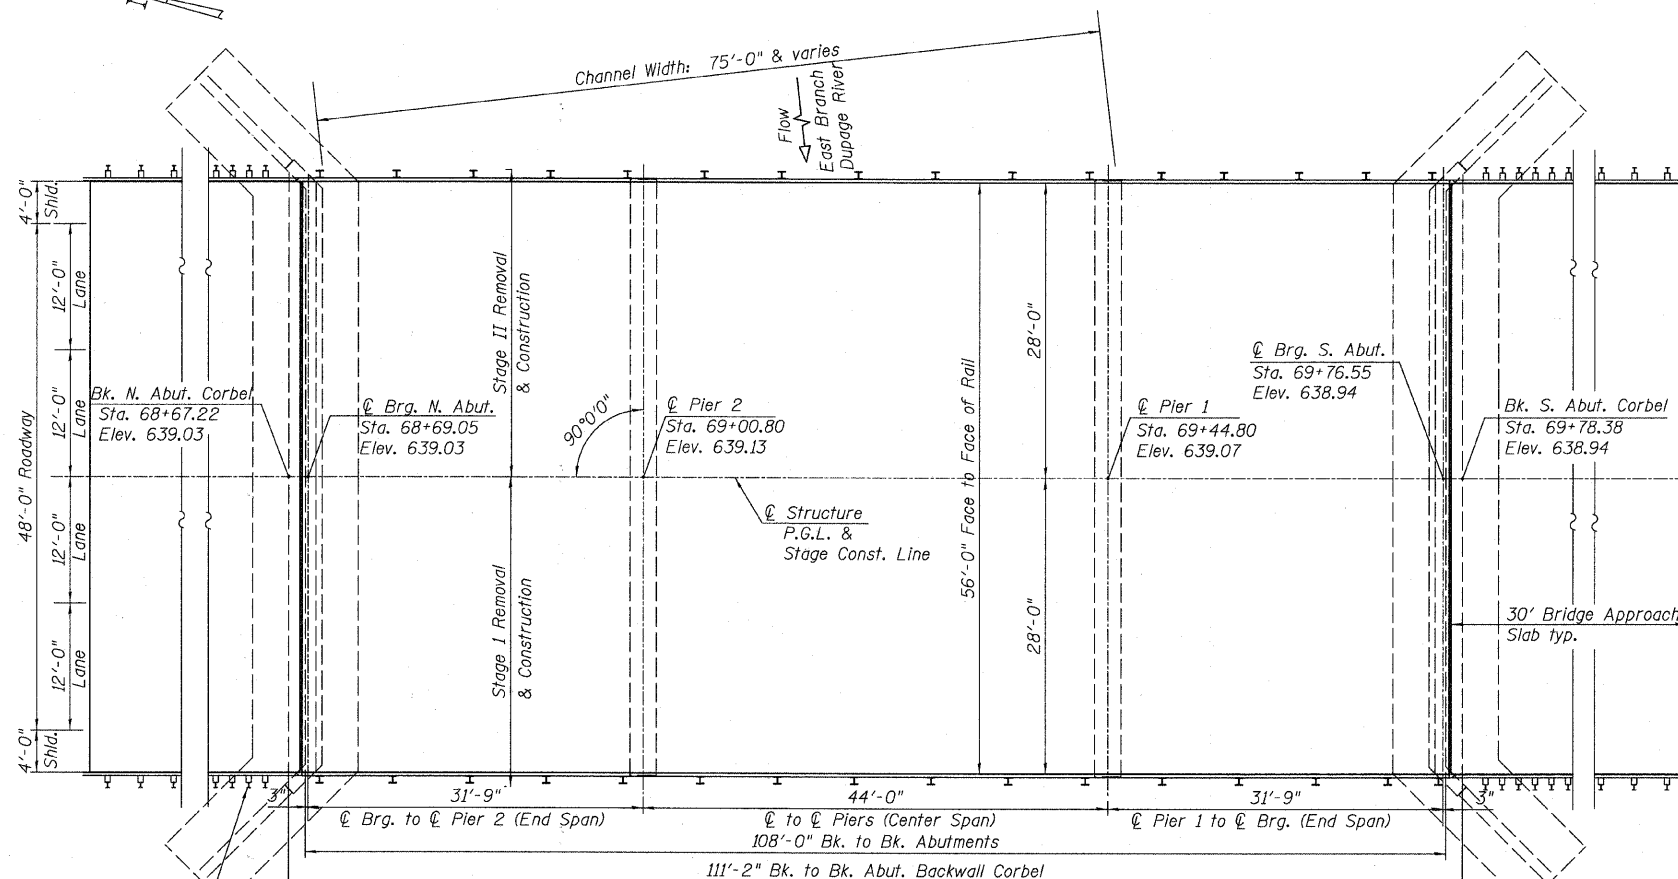 Channel Width: 75'-0" & varies
Flow
East Branch
Dupage River
4'-0"
Shld.
12'-0"
Lane
12'-0"
Lane
48'-0" Roadway
12'-0"
Lane
12'-0"
Lane
4'-0"
Shld.
Bk. N. Abut. Corbel
Sta. 68+67.22
Elev. 639.03
℄ Brg. N. Abut.
Sta. 68+69.05
Elev. 639.03
Stage II Removal
& Construction
90°0'0"
℄ Pier 2
Sta. 69+00.80
Elev. 639.13
℄ Structure
P.G.L. &
Stage Const. Line
Stage 1 Removal
& Construction
56'-0" Face to Face of Rail
28'-0"
28'-0"
℄ Pier 1
Sta. 69+44.80
Elev. 639.07
℄ Brg. S. Abut.
Sta. 69+76.55
Elev. 638.94
Bk. S. Abut. Corbel
Sta. 69+78.38
Elev. 638.94
30' Bridge Approach
Slab typ.
3"
31'-9"
44'-0"
31'-9"
3"
℄ Brg. to ℄ Pier 2 (End Span)
℄ to ℄ Piers (Center Span)
℄ Pier 1 to ℄ Brg. (End Span)
108'-0" Bk. to Bk. Abutments
111'-2" Bk. to Bk. Abut. Backwall Corbel